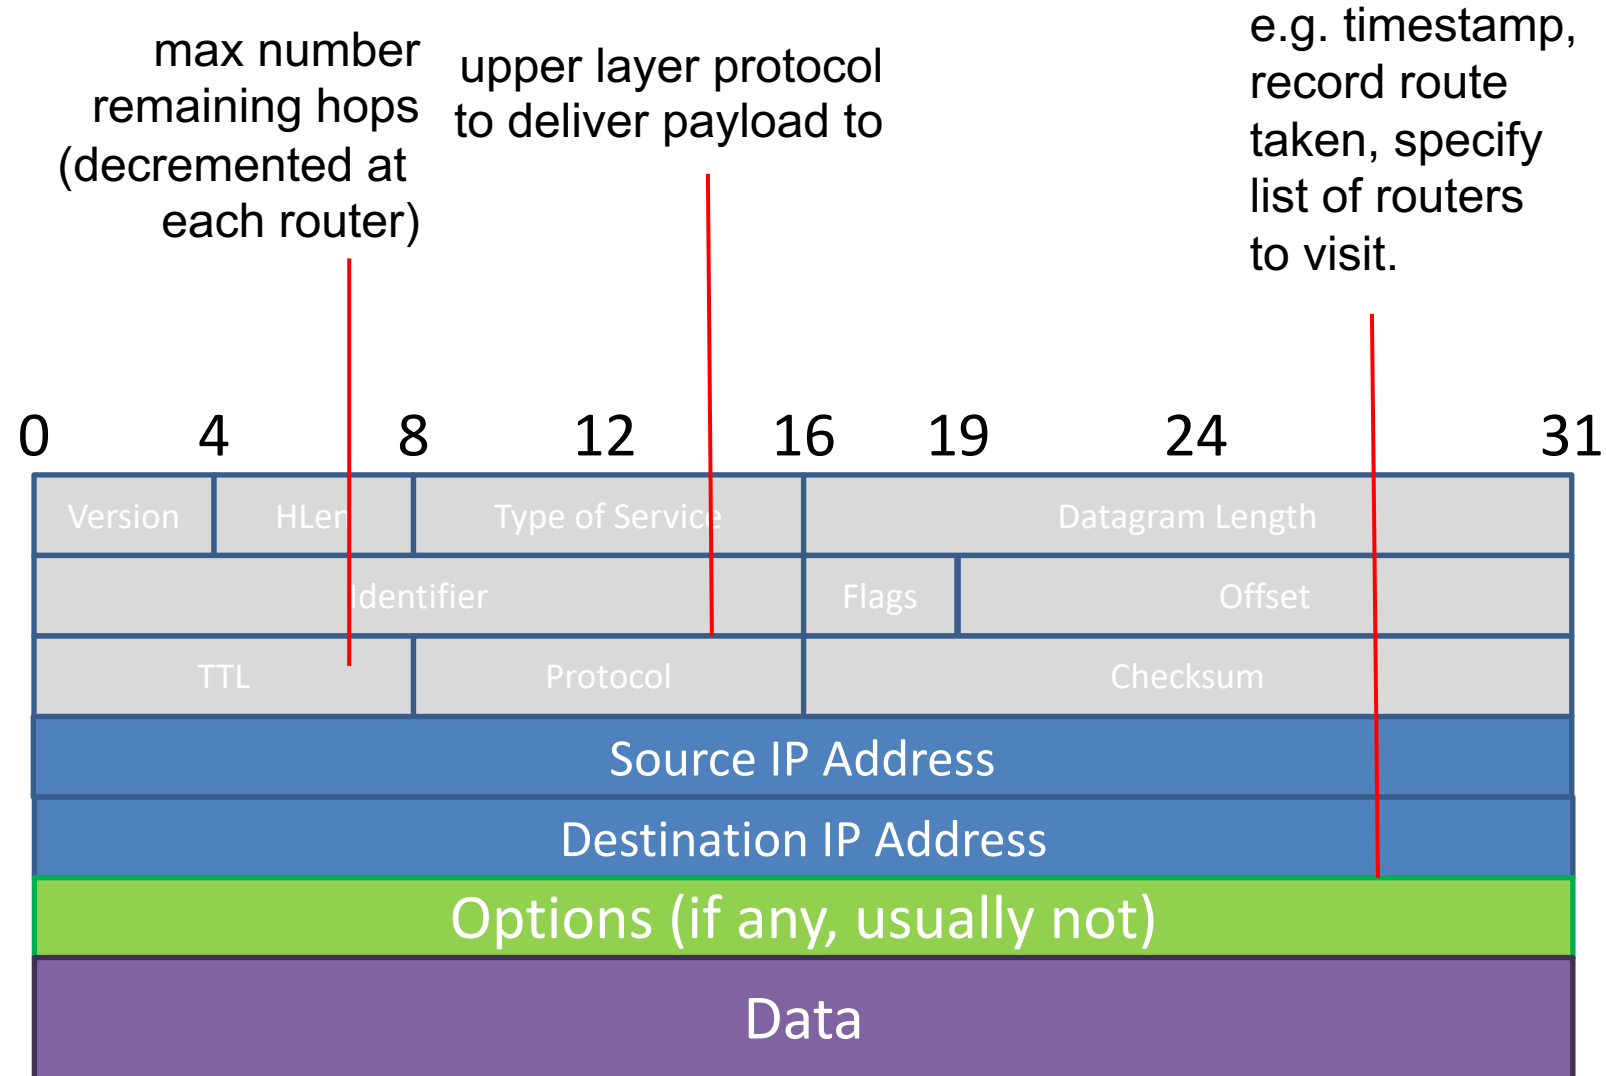 max number
remaining hops
(decremented at
each router)
upper layer protocol
to deliver payload to
e.g. timestamp,
record route
taken, specify
list of routers
to visit.
0 4 8 12 16 19 24 31
Version HLen Type of Service Datagram Length
Identifier Flags Offset
TTL Protocol Checksum
Source IP Address
Destination IP Address
Options (if any, usually not)
Data